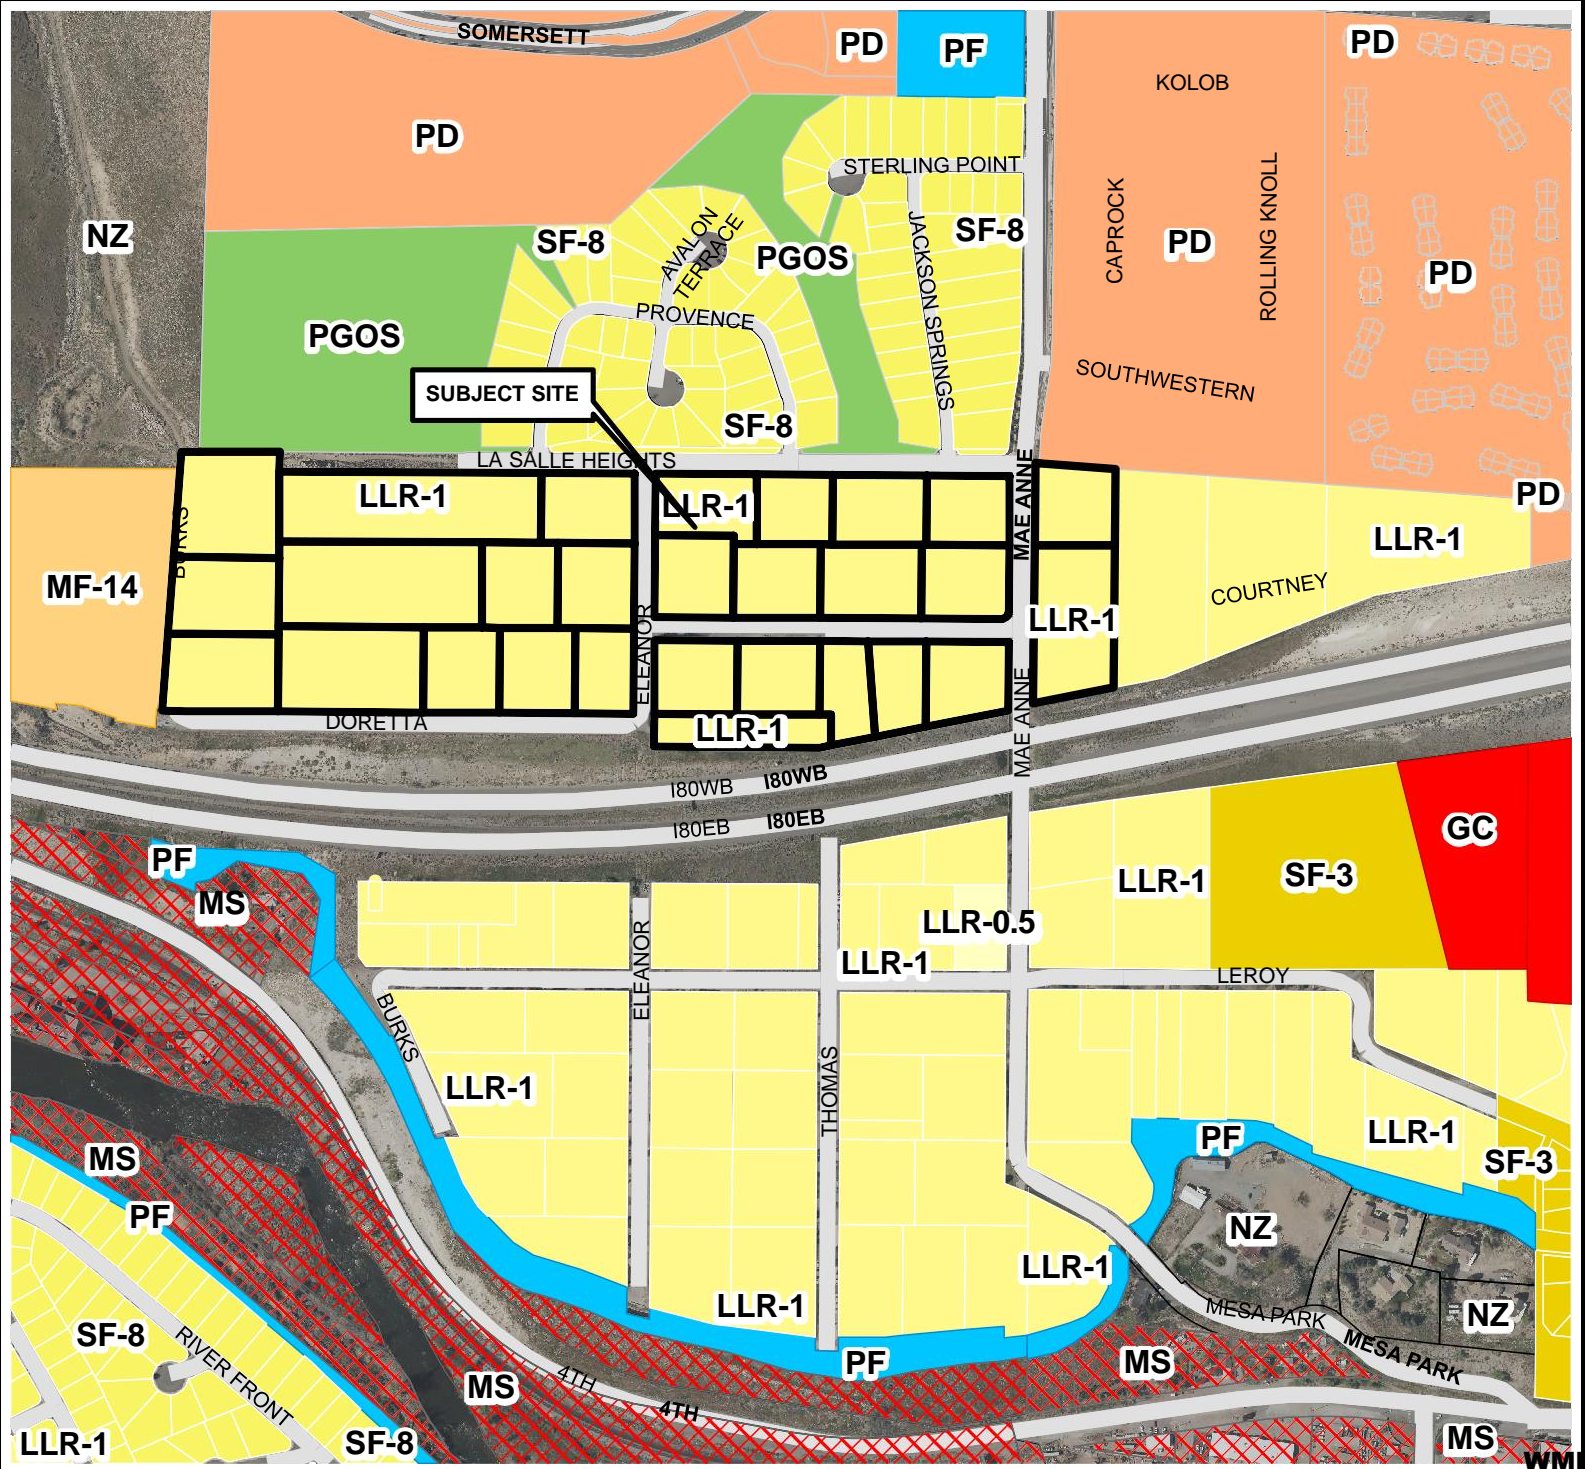 SOMERSETT
PD
PF
PD
KOLOB
PD
STERLING POINT
CAPROCK
ROLLING KNOLL
NZ
SF-8
AVALON
TERRACE
PGOS
JACKSON SPRINGS
SF-8
PD
PD
PGOS
PROVENCE
SOUTHWESTERN
SUBJECT SITE
SF-8
LA SALLE HEIGHTS
LLR-1
LLR-1
MAE ANNE
PD
BURKS
LLR-1
MF-14
COURTNEY
ELEANOR
LLR-1
DORETTA
LLR-1
MAE ANNE
I80WB
I80WB
I80EB
I80EB
PF
MS
GC
LLR-1
SF-3
LLR-0.5
ELEANOR
LLR-1
LEROY
BURKS
LLR-1
THOMAS
PF
LLR-1
MS
SF-3
PF
NZ
LLR-1
LLR-1
MESA PARK
NZ
SF-8
RIVER FRONT
PF
MS
MESA PARK
MS
4TH
4TH
LLR-1
SF-8
MS